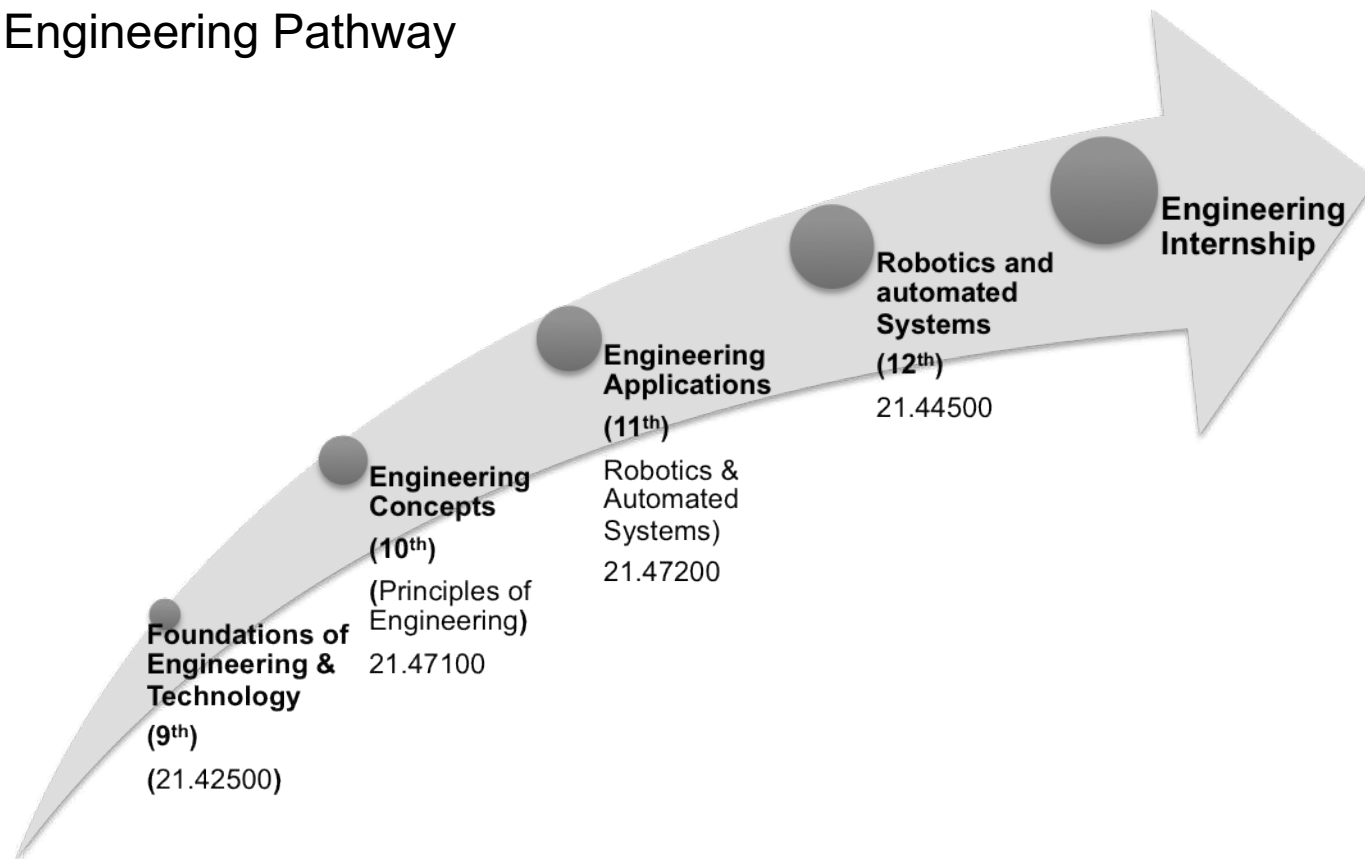 Engineering Pathway
Foundations of
Engineering &
Technology
(9th)
(21.42500)
Engineering
Concepts
(10th)
(Principles of
Engineering)
21.47100
Engineering
Applications
(11th)
Robotics &
Automated
Systems)
21.47200
Robotics and
automated
Systems
(12th)
21.44500
Engineering
Internship